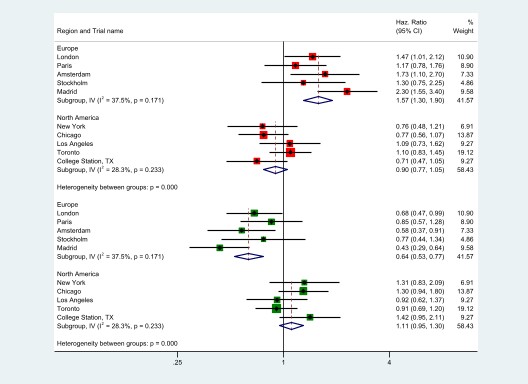 Haz. Ratio %
Region and Trial name (95% CI) Weight
Europe
London 1.47 (1.01, 2.12) 10.90
Paris 1.17 (0.78, 1.76) 8.90
Amsterdam 1.73 (1.10, 2.70) 7.33
Stockholm 1.30 (0.75, 2.25) 4.86
Madrid 2.30 (1.55, 3.40) 9.58
Subgroup, IV (I² = 37.5%, p = 0.171) 1.57 (1.30, 1.90) 41.57
North America
New York 0.76 (0.48, 1.21) 6.91
Chicago 0.77 (0.56, 1.07) 13.87
Los Angeles 1.09 (0.73, 1.62) 9.27
Toronto 1.10 (0.83, 1.45) 19.12
College Station, TX 0.71 (0.47, 1.05) 9.27
Subgroup, IV (I² = 28.3%, p = 0.233) 0.90 (0.77, 1.05) 58.43
Heterogeneity between groups: p = 0.000
Europe
London 0.68 (0.47, 0.99) 10.90
Paris 0.85 (0.57, 1.28) 8.90
Amsterdam 0.58 (0.37, 0.91) 7.33
Stockholm 0.77 (0.44, 1.34) 4.86
Madrid 0.43 (0.29, 0.64) 9.58
Subgroup, IV (I² = 37.5%, p = 0.171) 0.64 (0.53, 0.77) 41.57
North America
New York 1.31 (0.83, 2.09) 6.91
Chicago 1.30 (0.94, 1.80) 13.87
Los Angeles 0.92 (0.62, 1.37) 9.27
Toronto 0.91 (0.69, 1.20) 19.12
College Station, TX 1.42 (0.95, 2.11) 9.27
Subgroup, IV (I² = 28.3%, p = 0.233) 1.11 (0.95, 1.30) 58.43
Heterogeneity between groups: p = 0.000
.25 1 4